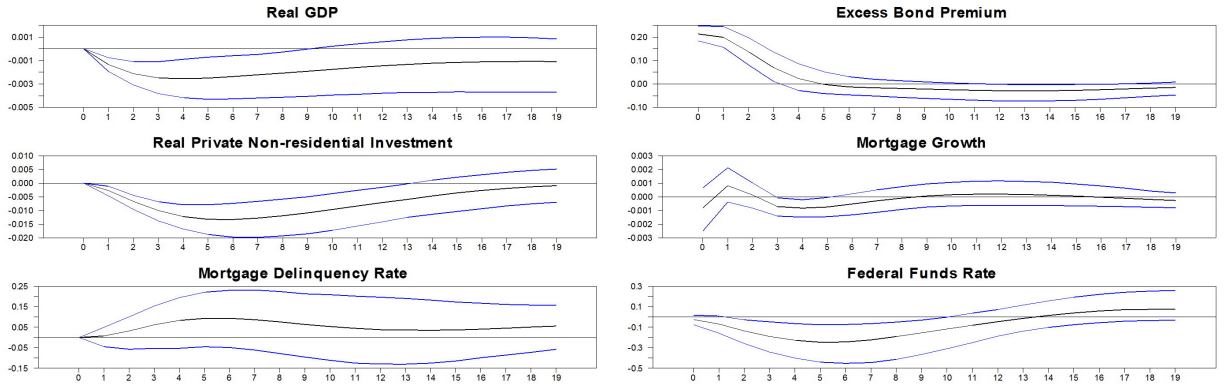 Real GDP
0.001
-0.001
-0.003
-0.005
0 1 2 3 4 5 6 7 8 9 10 11 12 13 14 15 16 17 18 19
Excess Bond Premium
0.20
0.10
0.00
-0.10
0 1 2 3 4 5 6 7 8 9 10 11 12 13 14 15 16 17 18 19
Real Private Non-residential Investment
0.010
0.000
-0.005
-0.010
-0.020
0 1 2 3 4 5 6 7 8 9 10 11 12 13 14 15 16 17 18 19
Mortgage Growth
0.003
0.001
0.000
-0.001
-0.003
0 1 2 3 4 5 6 7 8 9 10 11 12 13 14 15 16 17 18 19
Mortgage Delinquency Rate
0.25
0.15
0.05
-0.05
-0.15
0 1 2 3 4 5 6 7 8 9 10 11 12 13 14 15 16 17 18 19
Federal Funds Rate
0.3
0.1
-0.1
-0.3
-0.5
0 1 2 3 4 5 6 7 8 9 10 11 12 13 14 15 16 17 18 19